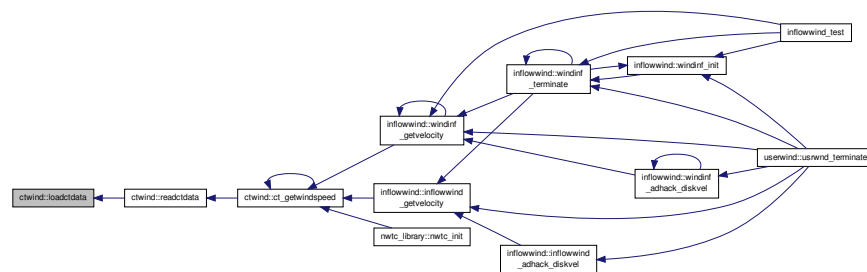 ctwind::loadctdata
ctwind::readctdata
ctwind::ct_getwindspeed
inflowwind::windinf
_getvelocity
inflowwind::inflowwind
_getvelocity
nwtc_library::nwtc_init
inflowwind::windinf
_terminate
inflowwind::inflowwind
_adhack_diskvel
inflowwind::windinf_init
inflowwind::windinf
_adhack_diskvel
inflowwind_test
userwind::usrwnd_terminate